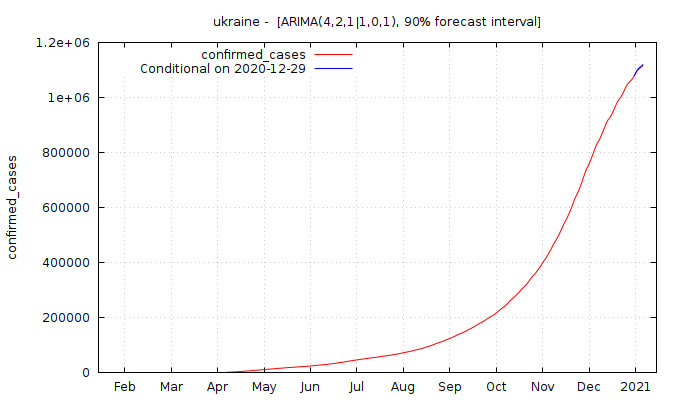 ukraine -  [ARIMA(4,2,1|1,0,1), 90% forecast interval]
1.2e+06
1e+06
800000
600000
400000
200000
0
confirmed_cases
confirmed_cases
Conditional on 2020-12-29
Feb Mar Apr May Jun Jul Aug Sep Oct Nov Dec 2021